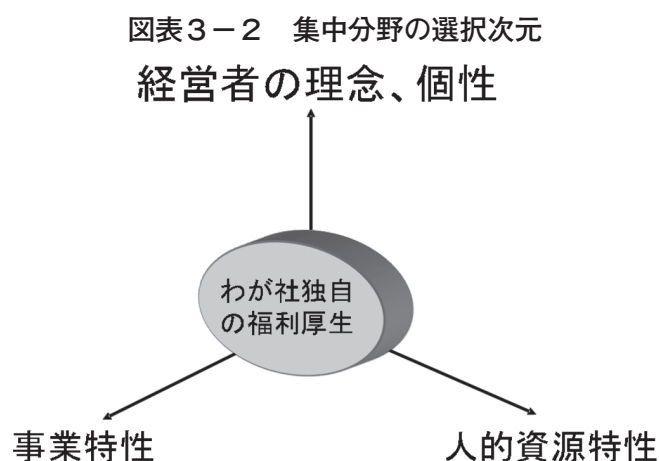 図表3－2　集中分野の選択次元
経営者の理念、個性
わが社独自
の福利厚生
事業特性
人的資源特性